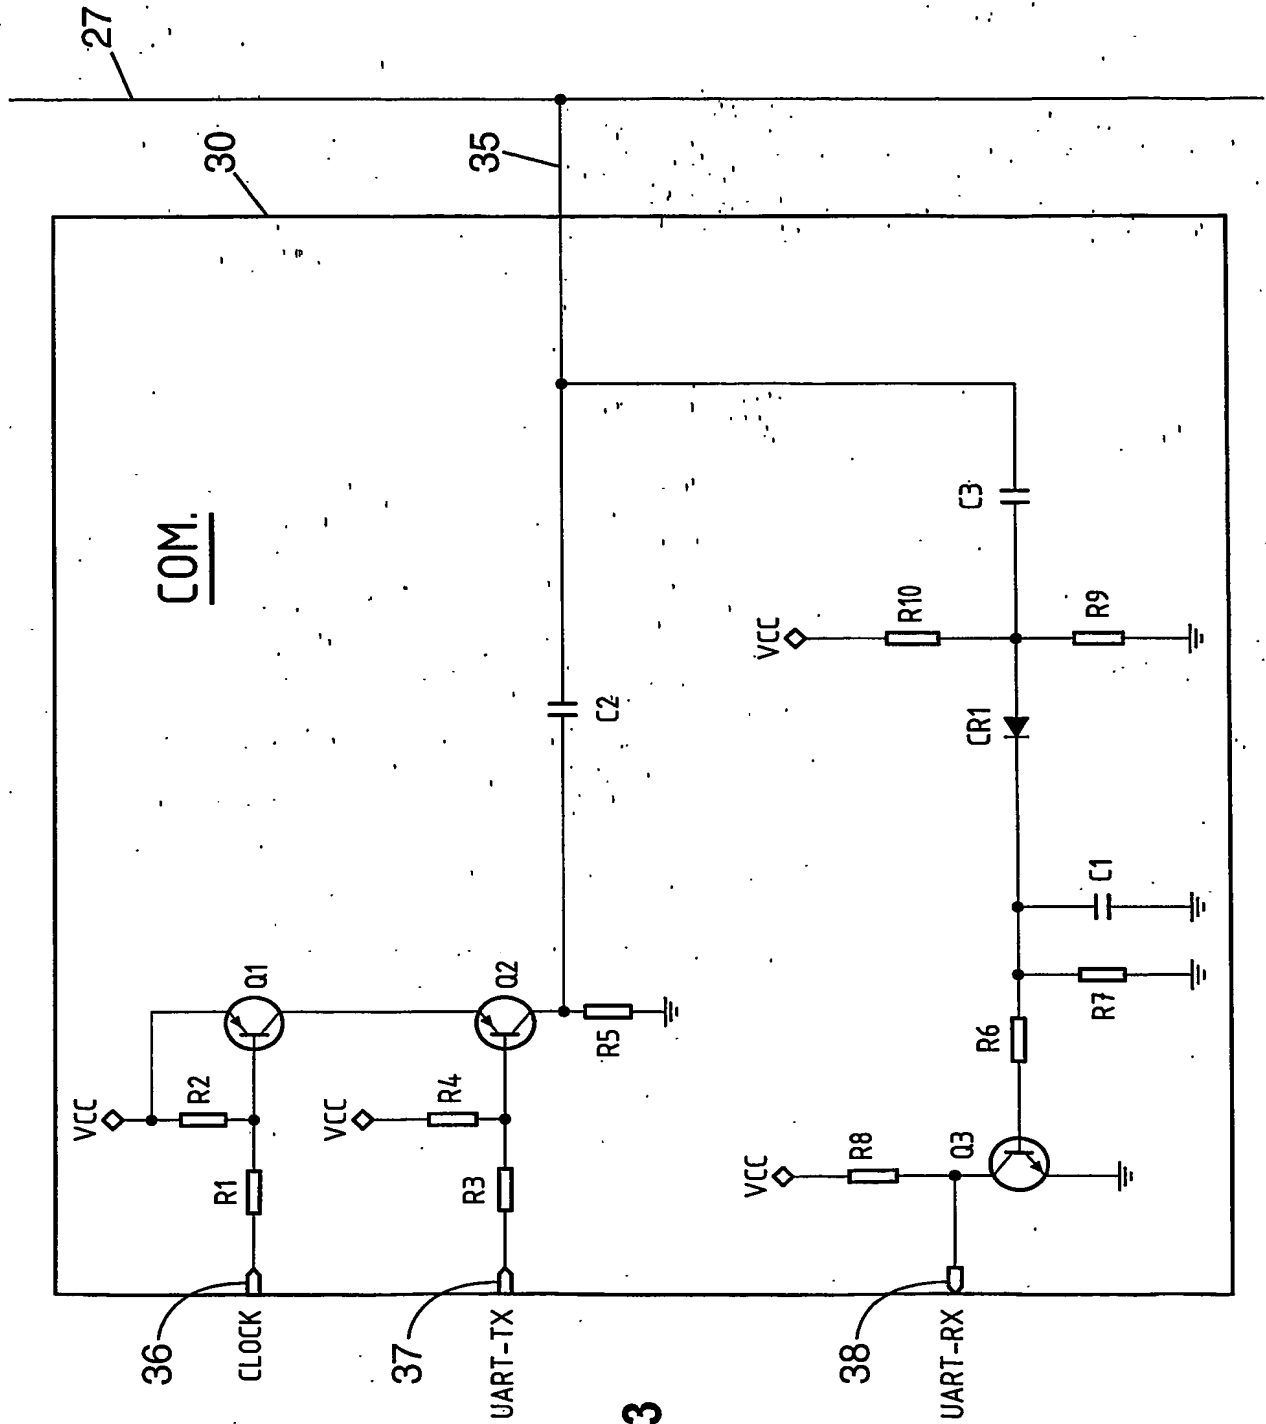 27
30
35
COM.
C3
VCC
R10
R9
C2
CR1
C1
Q1
Q2
R5
R7
R6
VCC
R2
VCC
R4
R1
R3
VCC
R8
Q3
36
CLOCK
37
UART-TX
38
UART-RX
3